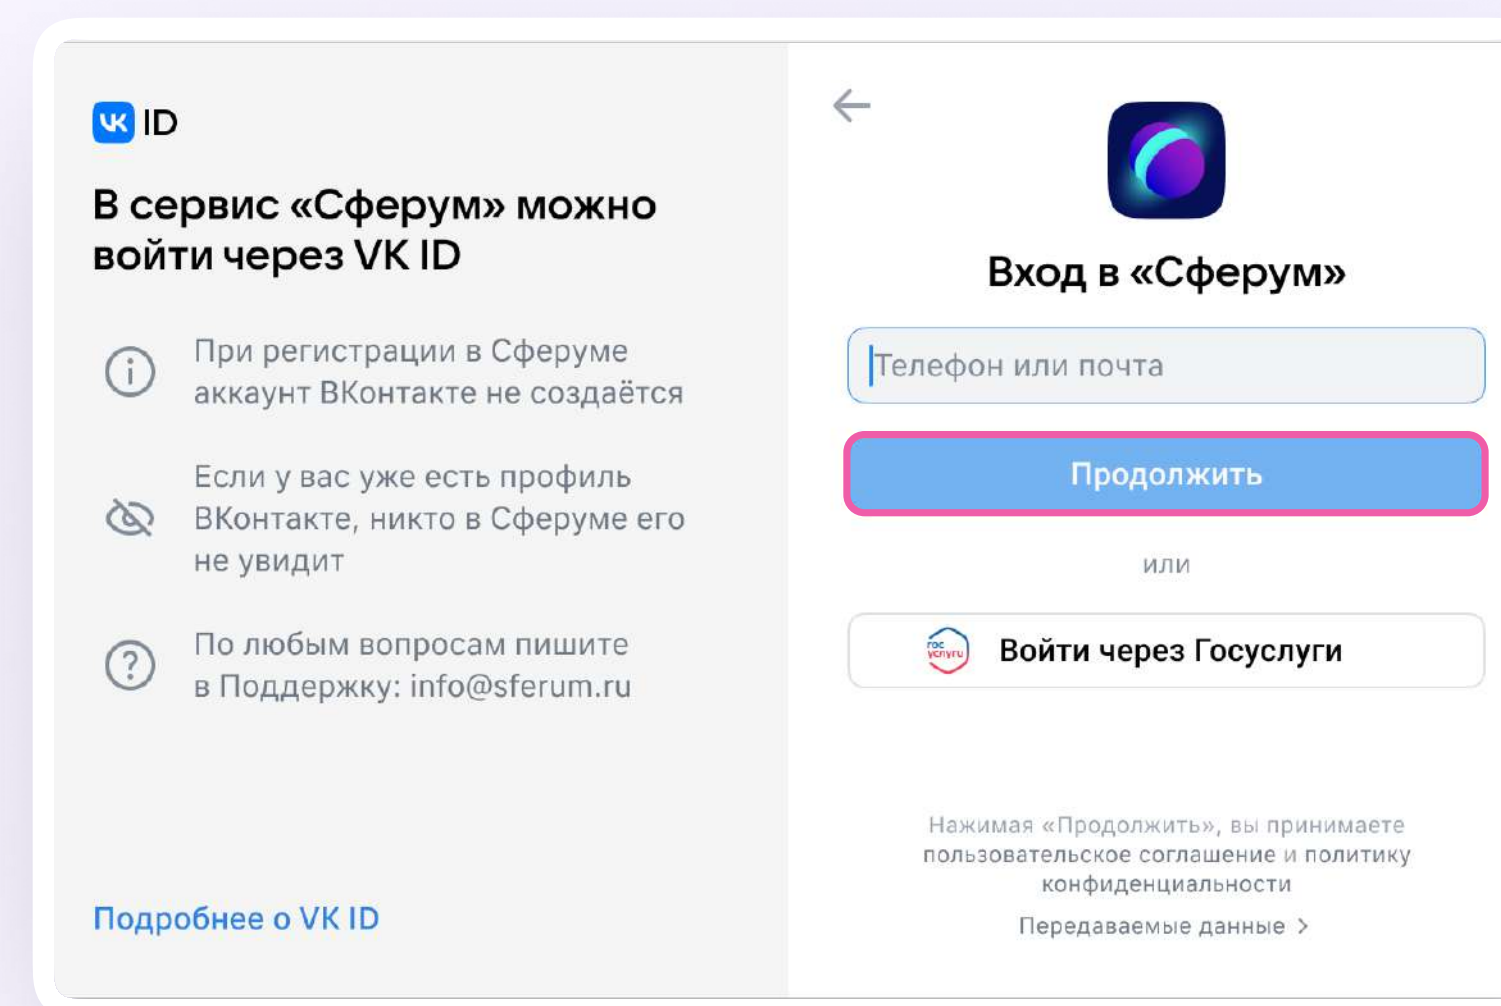 VK ID
В сервис «Сферум» можно
войти через VK ID
При регистрации в Сферуме
аккаунт ВКонтакте не создаётся
Если у вас уже есть профиль
ВКонтакте, никто в Сферуме его
не увидит
По любым вопросам пишите
в Поддержку: info@sferum.ru
Подробнее о VK ID
Вход в «Сферум»
Телефон или почта
Продолжить
или
гос
услуги
Войти через Госуслуги
Нажимая «Продолжить», вы принимаете
пользовательское соглашение и политику
конфиденциальности
Передаваемые данные >